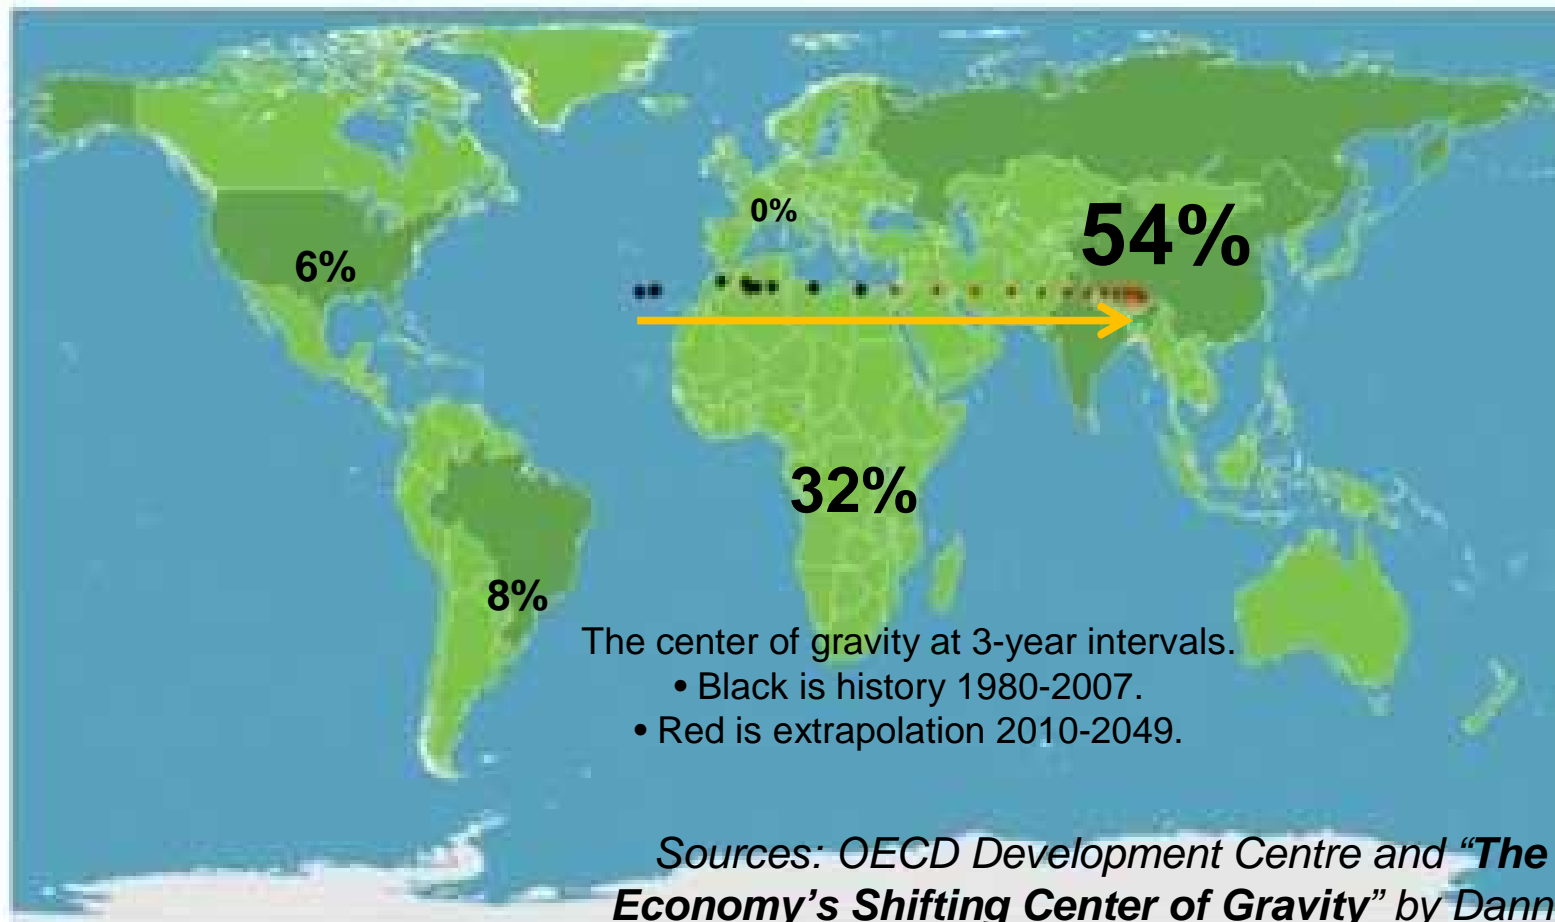 0%
54%
6%
32%
8%
The center of gravity at 3-year intervals.
• Black is history 1980-2007.
• Red is extrapolation 2010-2049.
Sources: OECD Development Centre and “The
Economy’s Shifting Center of Gravity” by Dann